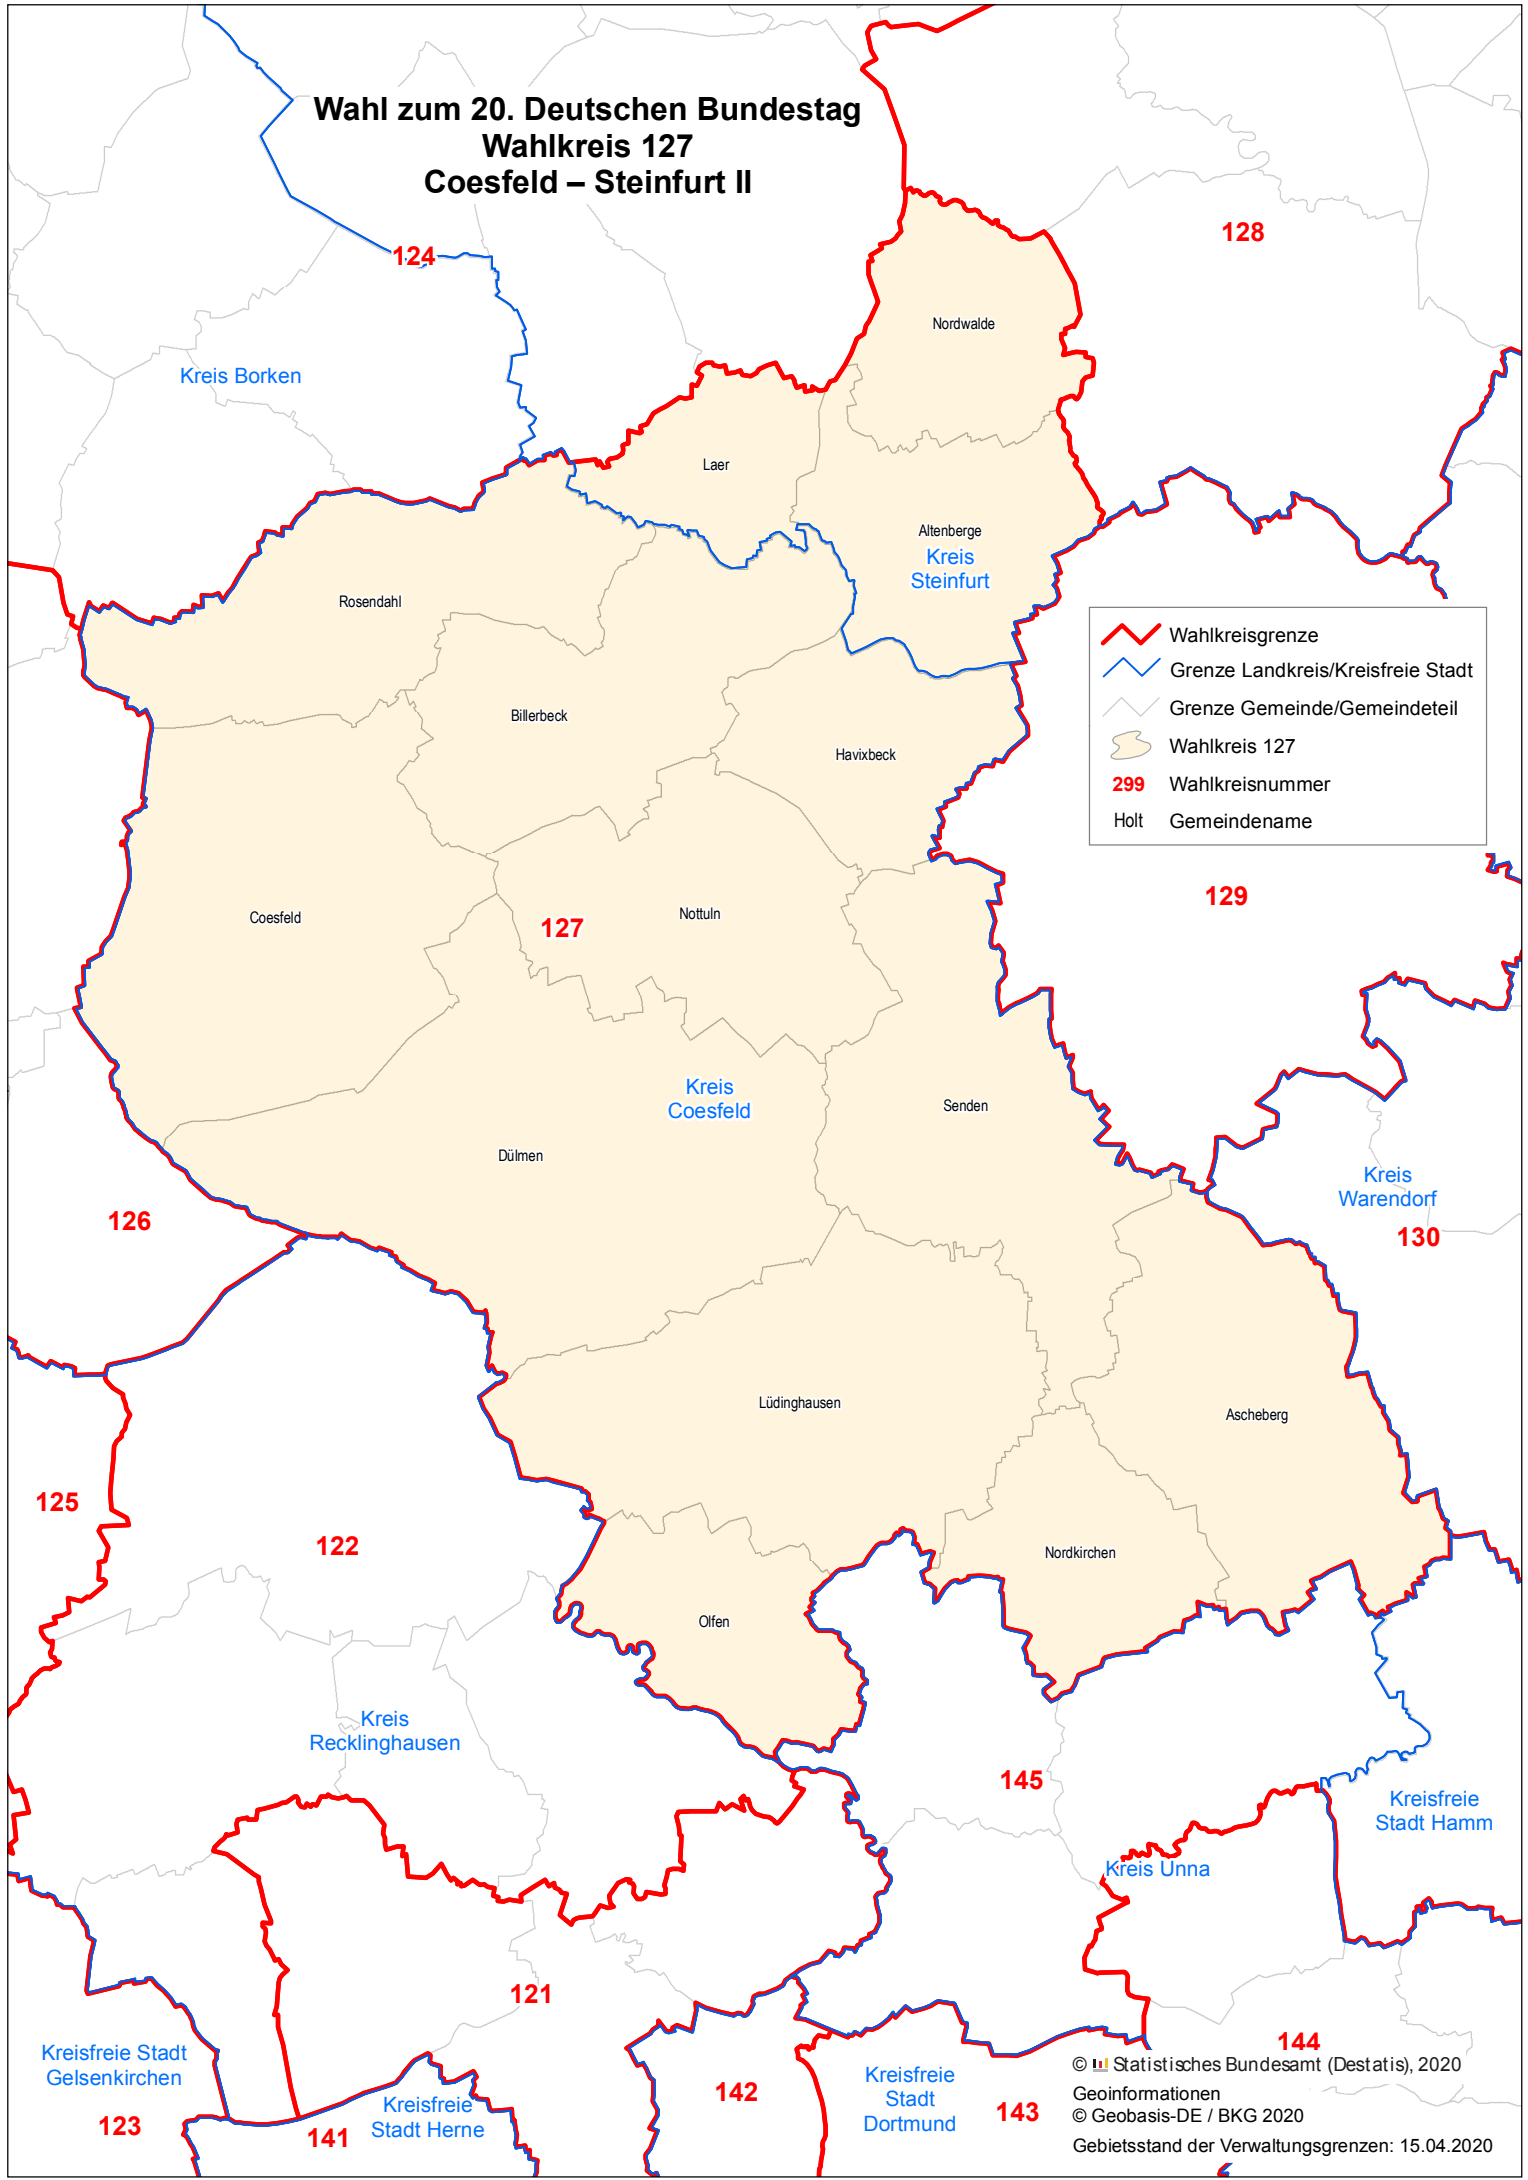 Wahl zum 20. Deutschen Bundestag
Wahlkreis 127
Coesfeld – Steinfurt II
128
124
Nordwalde
Kreis Borken
Laer
Altenberge
Kreis
Steinfurt
Rosendahl
Wahlkreisgrenze
Grenze Landkreis/Kreisfreie Stadt
Grenze Gemeinde/Gemeindeteil
Wahlkreis 127
299 Wahlkreisnummer
Holt Gemeindename
Billerbeck
Havixbeck
129
Coesfeld
127
Nottuln
Kreis
Coesfeld
Senden
Dülmen
Kreis
Warendorf
126
130
Lüdinghausen
Ascheberg
125
122
Nordkirchen
Olfen
Kreis
Recklinghausen
145
Kreisfreie
Stadt Hamm
Kreis Unna
121
144
Kreisfreie Stadt
Gelsenkirchen
123
141
Kreisfreie
Stadt Herne
142
Kreisfreie
Stadt
Dortmund
143
© Statistisches Bundesamt (Destatis), 2020
Geoinformationen
© Geobasis-DE / BKG 2020
Gebietsstand der Verwaltungsgrenzen: 15.04.2020